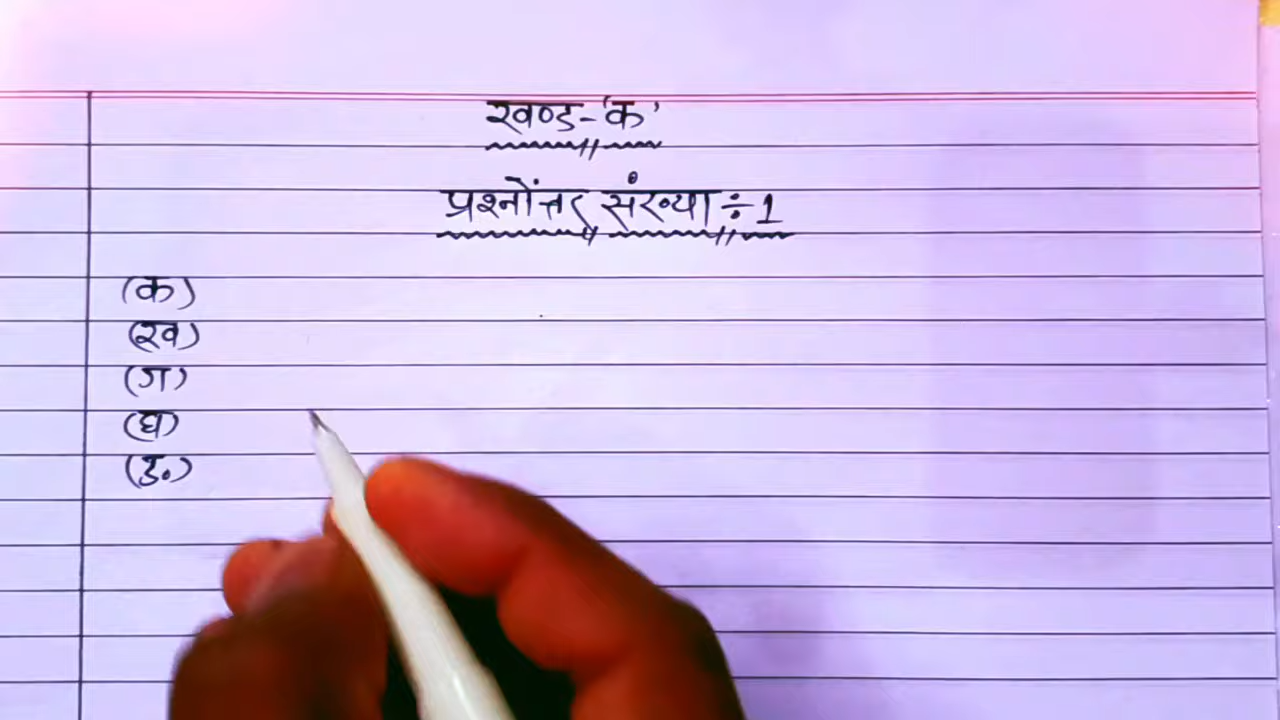 खण्ड-'क'
प्रश्नोंत्तर संख्या ÷ 1
(क)
(ख)
(ग)
(घ)
(ड.)